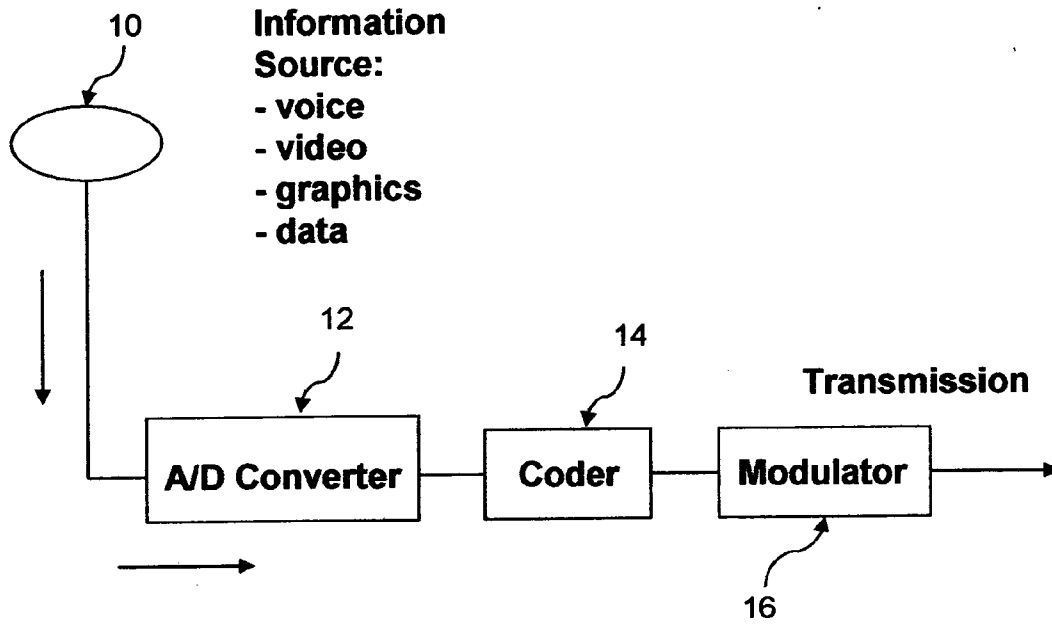 10
Information
Source:
- voice
- video
- graphics
- data
12
14
Transmission
A/D Converter
Coder
Modulator
16